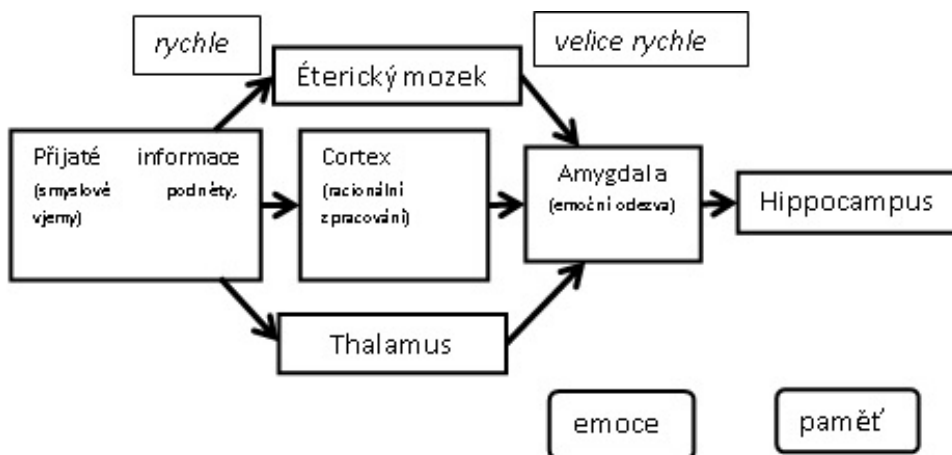 rychle
velice rychle
Éterický mozek
Přijaté informace
(smyslové podněty,
vjemy)
Cortex
(racionální
zpracování)
Amygdala
(emoční odezva)
Hippocampus
Thalamus
emoce
paměť